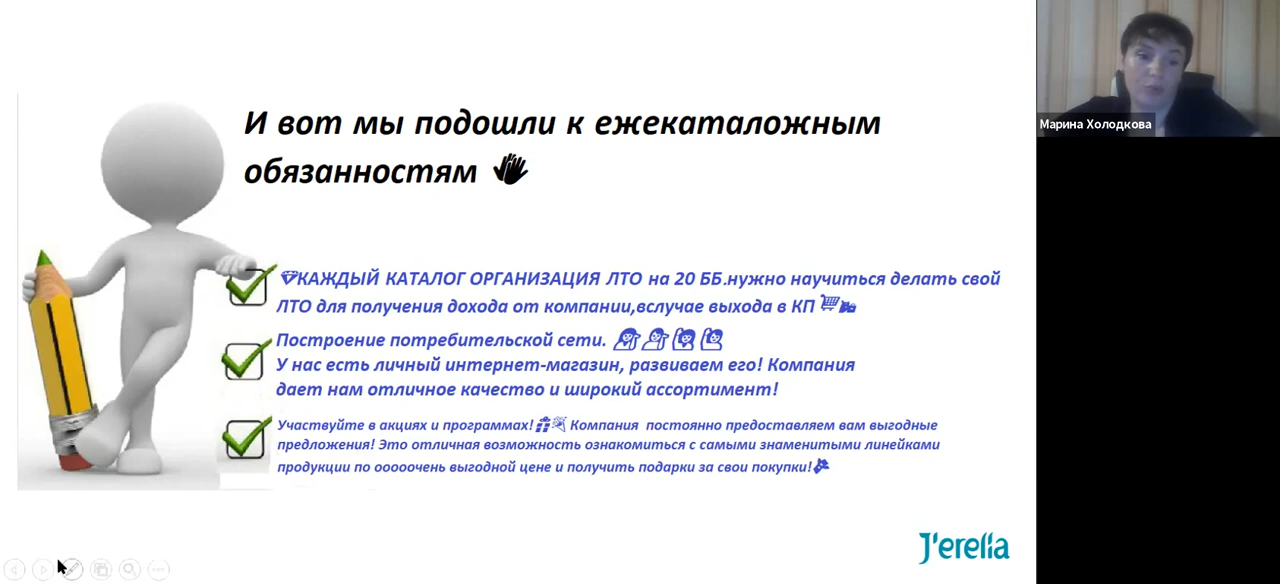 И вот мы подошли к ежекаталожным
обязанностям
КАЖДЫЙ КАТАЛОГ ОРГАНИЗАЦИЯ ЛТО на 20 ББ.нужно научиться делать свой
ЛТО для получения дохода от компании,вслучае выхода в КП
Построение потребительской сети.
У нас есть личный интернет-магазин, развиваем его! Компания
дает нам отличное качество и широкий ассортимент!
Участвуйте в акциях и программах! Компания постоянно предоставляем вам выгодные
предложения! Это отличная возможность ознакомиться с самыми знаменитыми линейками
продукции по ооооочень выгодной цене и получить подарки за свои покупки!
J'erelia
Марина Холодкова